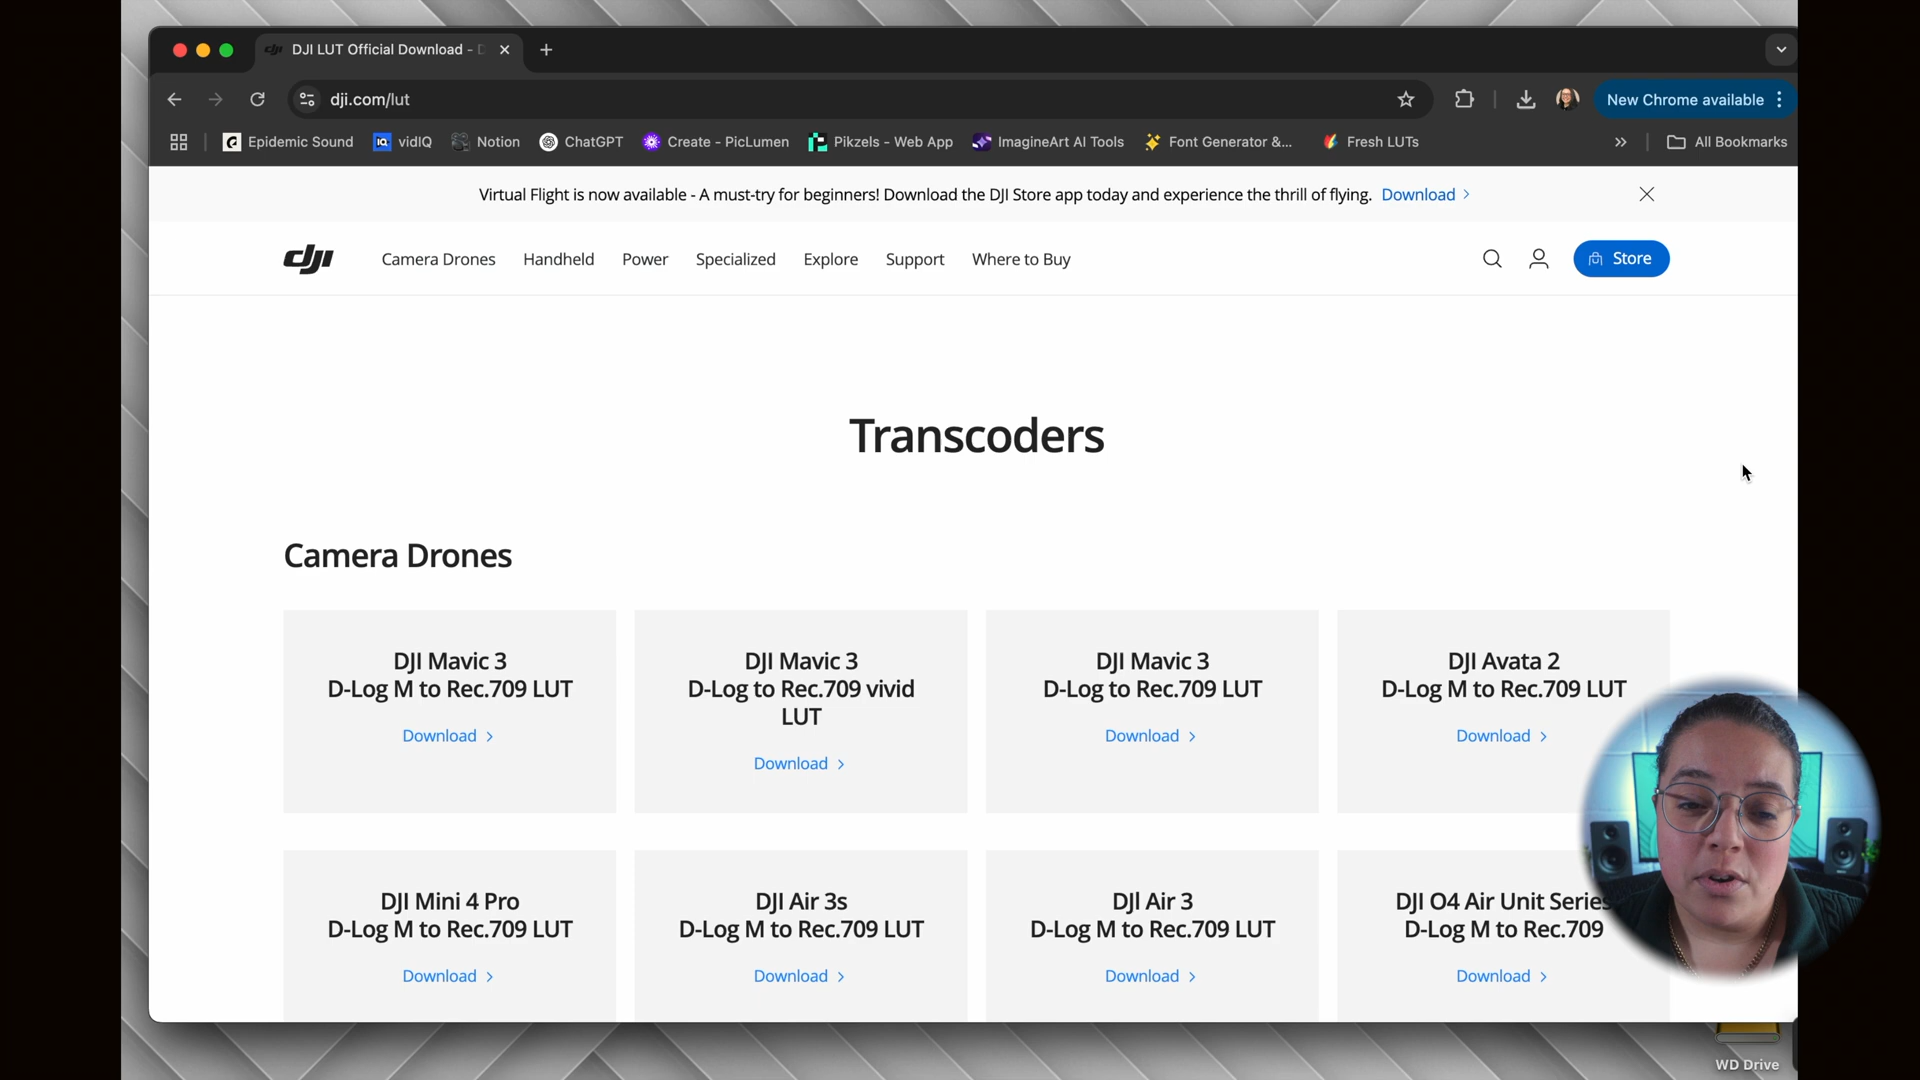 DJI LUT Official Download - D
dji.com/lut
New Chrome available
Epidemic Sound
vidIQ
Notion
ChatGPT
Create - PicLumen
Pikzels - Web App
ImagineArt AI Tools
Font Generator &...
Fresh LUTs
All Bookmarks
Virtual Flight is now available - A must-try for beginners! Download the DJI Store app today and experience the thrill of flying. Download
dji
Camera Drones
Handheld
Power
Specialized
Explore
Support
Where to Buy
Store
Transcoders
Camera Drones
DJI Mavic 3
D-Log M to Rec.709 LUT
Download
DJI Mavic 3
D-Log to Rec.709 vivid
LUT
Download
DJI Mavic 3
D-Log to Rec.709 LUT
Download
DJI Avata 2
D-Log M to Rec.709 LUT
Download
DJI Mini 4 Pro
D-Log M to Rec.709 LUT
Download
DJI Air 3s
D-Log M to Rec.709 LUT
Download
DJl Air 3
D-Log M to Rec.709 LUT
Download
DJI O4 Air Unit Series
D-Log M to Rec.709
Download
WD Drive